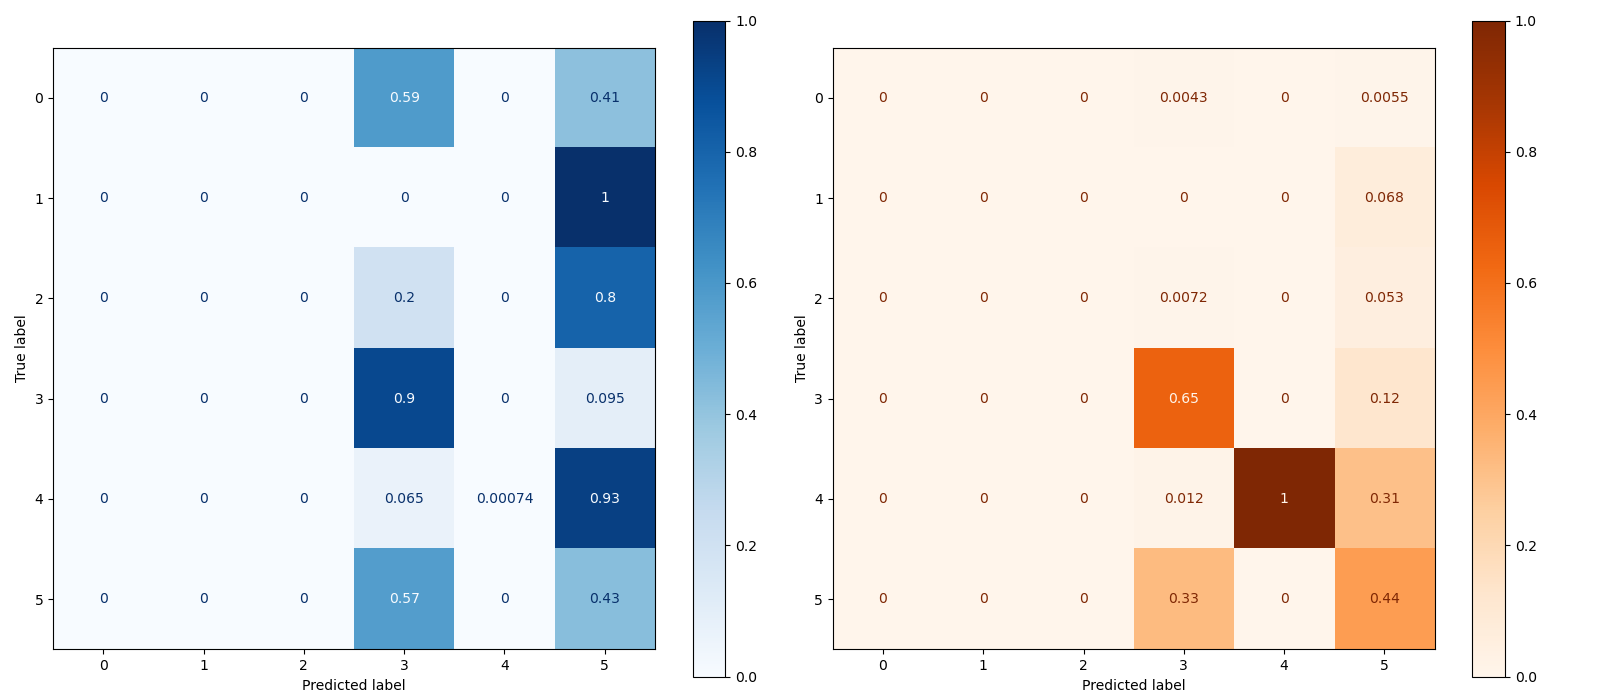 0 0 0 0 0.59 0 0.41
1 0 0 0 0 0 1
2 0 0 0.2 0 0.8
3 0 0 0 0.9 0 0.095
4 0 0 0 0.065 0.00074 0.93
5 0 0 0 0.57 0 0.43
0 1 2 3 4 5
Predicted label
True label
1.0
0.8
0.6
0.4
0.2
0.0
0 0 0 0 0.0043 0 0.0055
1 0 0 0 0 0 0.068
2 0 0 0 0.0072 0 0.053
3 0 0 0 0.65 0 0.12
4 0 0 0 0.012 1 0.31
5 0 0 0 0.33 0 0.44
0 1 2 3 4 5
Predicted label
True label
1.0
0.8
0.6
0.4
0.2
0.0